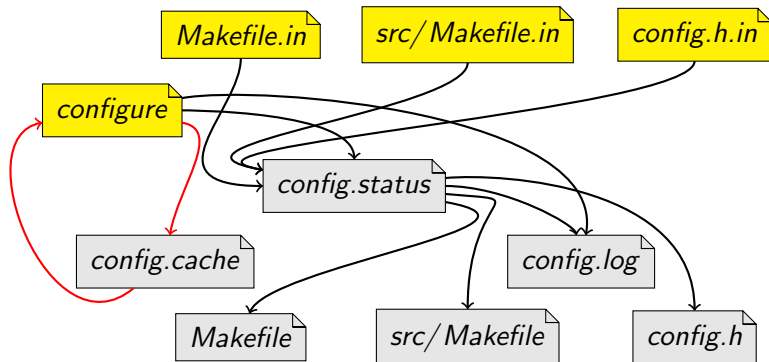 Makefile.in
src/Makefile.in
config.h.in
configure
config.status
config.cache
config.log
Makefile
src/Makefile
config.h